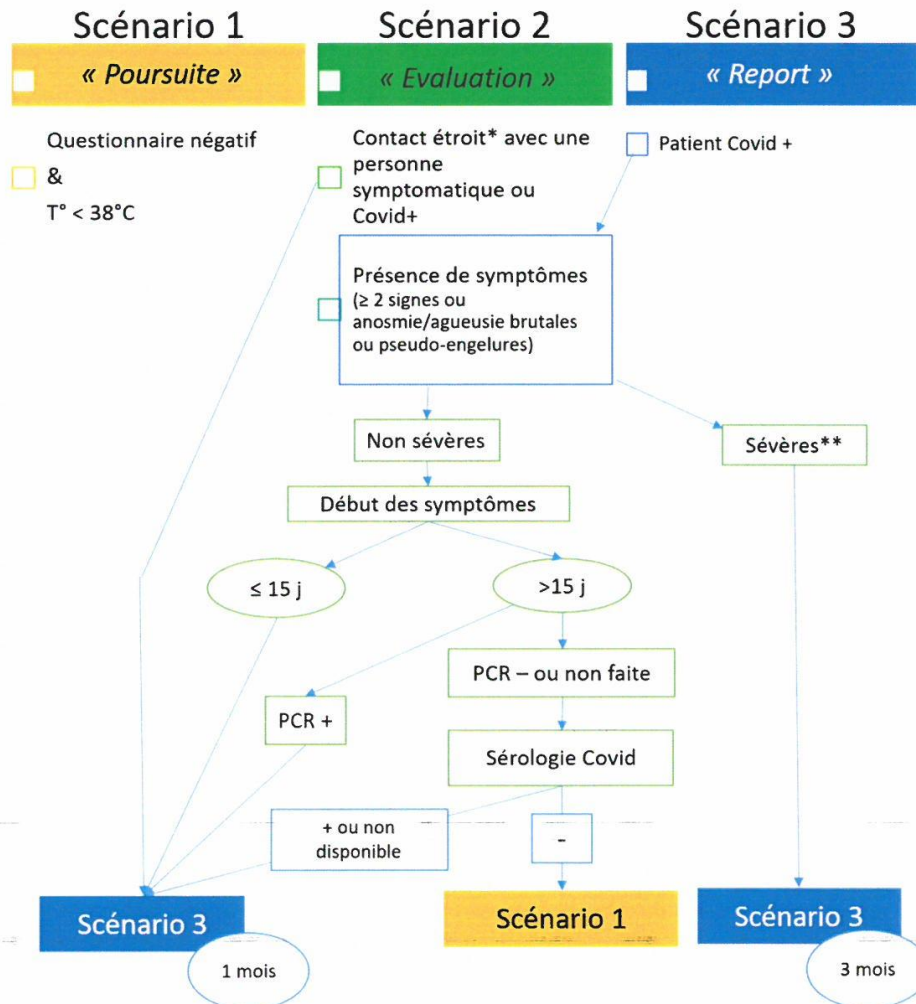 Scénario 1
Scénario 2
Scénario 3
« Poursuite »
« Evaluation »
« Report »
Questionnaire négatif
&
T° < 38°C
Contact étroit* avec une
personne
symptomatique ou
Covid+
Patient Covid +
Présence de symptômes
(≥ 2 signes ou
anosmie/agueusie brutales
ou pseudo-engelures)
Non sévères
Sévères**
Début des symptômes
≤ 15 j
>15 j
PCR – ou non faite
PCR +
Sérologie Covid
+ ou non
disponible
-
Scénario 3
1 mois
Scénario 1
Scénario 3
3 mois